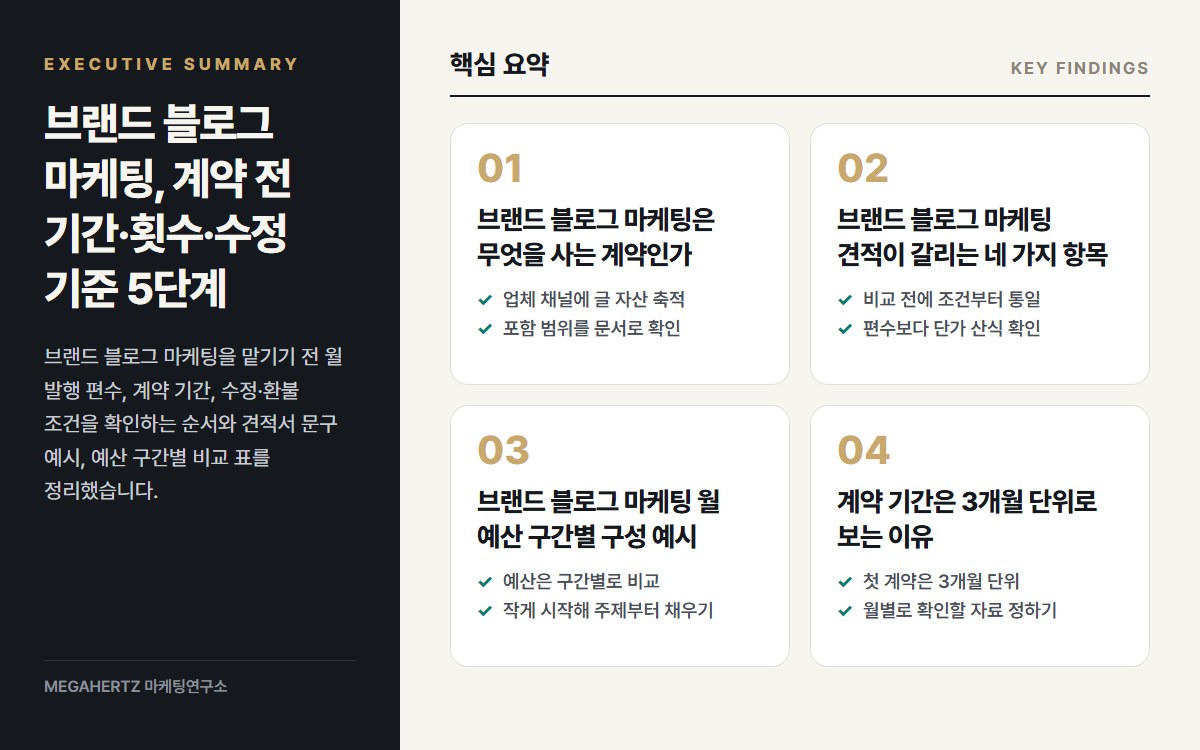 EXECUTIVE SUMMARY
브랜드 블로그
마케팅, 계약 전
기간·횟수·수정
기준 5단계
브랜드 블로그 마케팅을 맡기기 전 월
발행 편수, 계약 기간, 수정·환불
조건을 확인하는 순서와 견적서 문구
예시, 예산 구간별 비교 표를
정리했습니다.
MEGAHERTZ 마케팅연구소
핵심 요약
KEY FINDINGS
01
브랜드 블로그 마케팅은
무엇을 사는 계약인가
업체 채널에 글 자산 축적
포함 범위를 문서로 확인
02
브랜드 블로그 마케팅
견적이 갈리는 네 가지 항목
비교 전에 조건부터 통일
편수보다 단가 산식 확인
03
브랜드 블로그 마케팅 월
예산 구간별 구성 예시
예산은 구간별로 비교
작게 시작해 주제부터 채우기
04
계약 기간은 3개월 단위로
보는 이유
첫 계약은 3개월 단위
월별로 확인할 자료 정하기